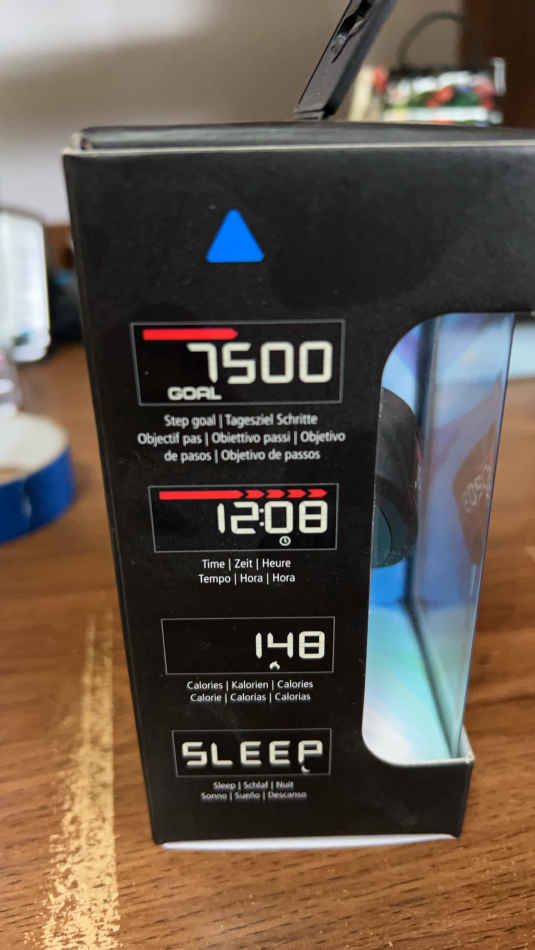 7500
GOAL
Step goal | Tagesziel Schritte
Objectif pas | Obiettivo passi | Objetivo
de pasos | Objetivo de passos
12:08
Time | Zeit | Heure
Tempo | Hora | Hora
148
Calories | Kalorien | Calories
Calorie | Calorías | Calorias
SLEEP
Sleep | Schlaf | Nuit
Sonno | Sueño | Descanso